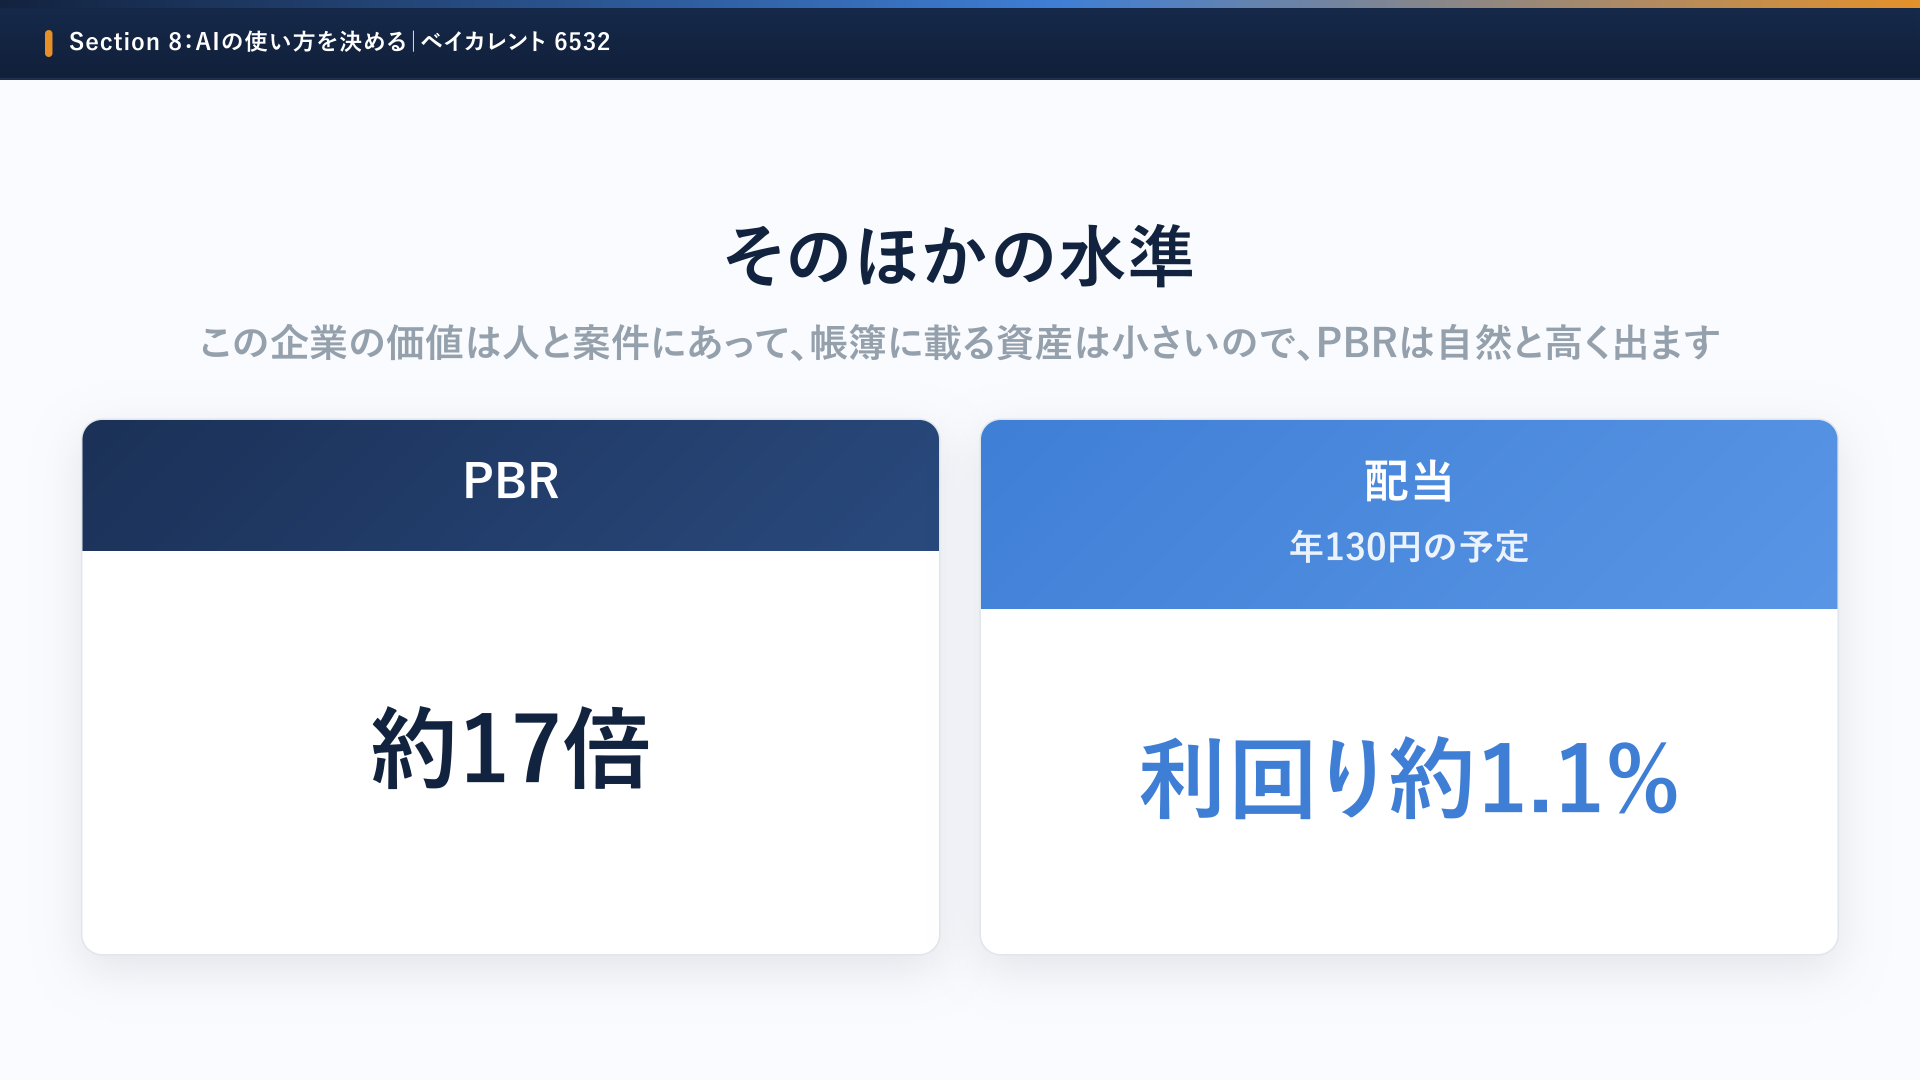 Section 8：AIの使い方を決める｜ベイカレント 6532
そのほかの水準
この企業の価値は人と案件にあって、帳簿に載る資産は小さいので、PBRは自然と高く出ます
PBR
約17倍
配当
年130円の予定
利回り約1.1%